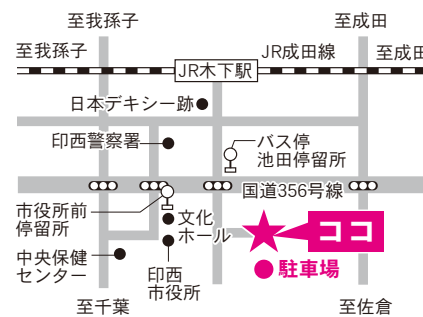 至我孫子
至成田
至我孫子
JR成田線
至成田
JR木下駅
日本デキシー跡
印西警察署
バス停
池田停留所
国道356号線
市役所前
停留所
文化
ホール
ココ
中央保健
センター
印西
市役所
駐車場
至千葉
至佐倉